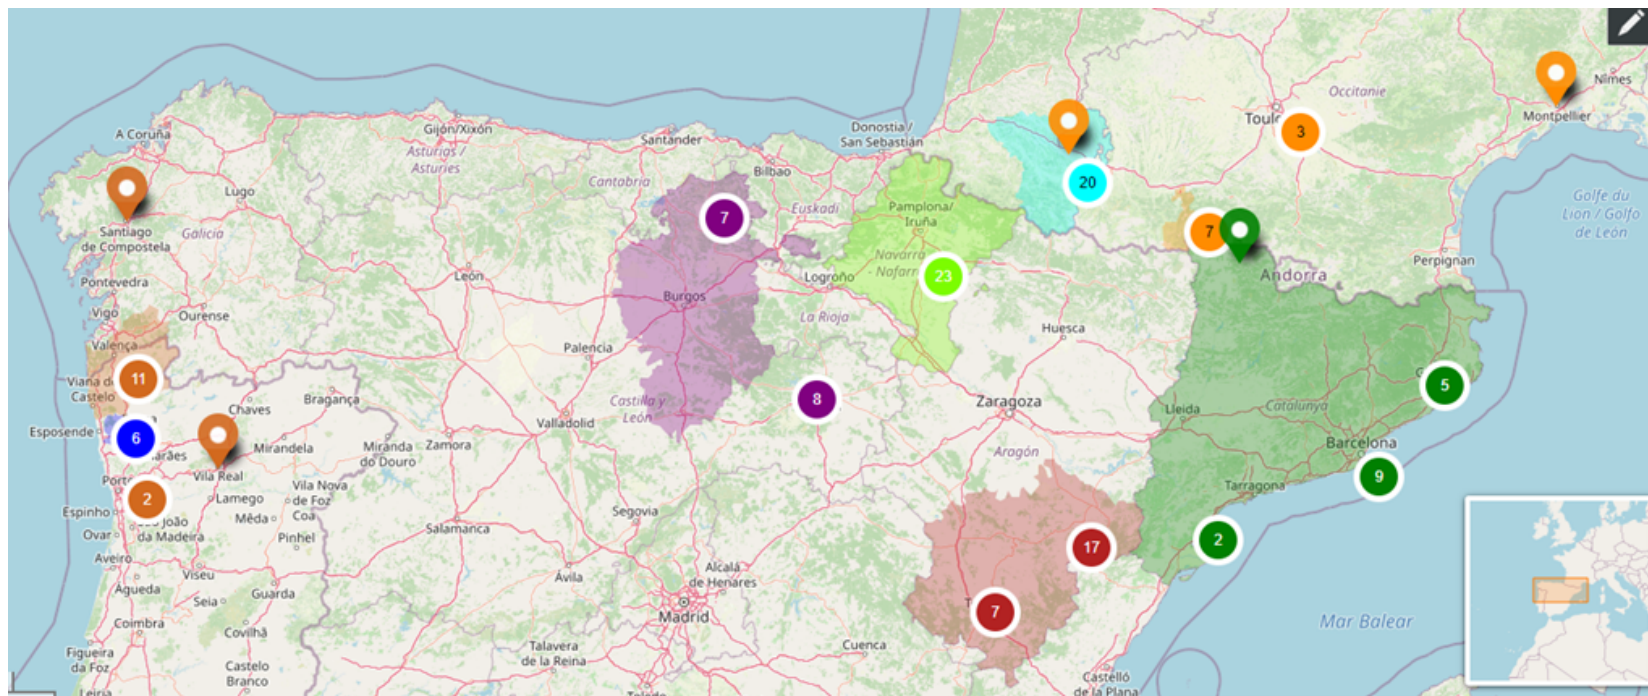 Nîmes
Occitanie
Montpellier
3
A Coruña
Gijón/Xixón
Santander
Donostia /
San Sebastián
Asturias /
Asturies
Bilbao
Cantabria
20
Lugo
Euskadi
7
Pamplona/
Iruña
Golfe du
Lion / Golfo
de León
Santiago
de Compostela
Galicia
7
Navarra
- Nafarr
Perpignan
Andorra
León
Logroño
23
Pontevedra
Burgos
Vigo
Ourense
La Rioja
Huesca
Valença
Palencia
11
Viana d
Castelo
5
Bragança
Chaves
Castilla y
León
8
Zaragoza
Lleida
Catalunya
Valladolid
Esposende
6
Mirandela
Miranda
do Douro
Zamora
Barcelona
Aragón
Vila Real
9
2
Lamego
Vila Nova
de Foz
Coa
Tarragona
Espinho
Mêda
Segovia
Salamanca
da Madeira
Ovar
Pinhel
2
17
Aveiro
Viseu
Ávila
Alcalá
de Henares
Águeda
Seia
Guarda
Madrid
7
Coimbra
Covilhã
Mar Balear
Talavera
de la Reina
Cuenca
Figueira
da Foz
Castelo
Branco
Castelló
de la Plana